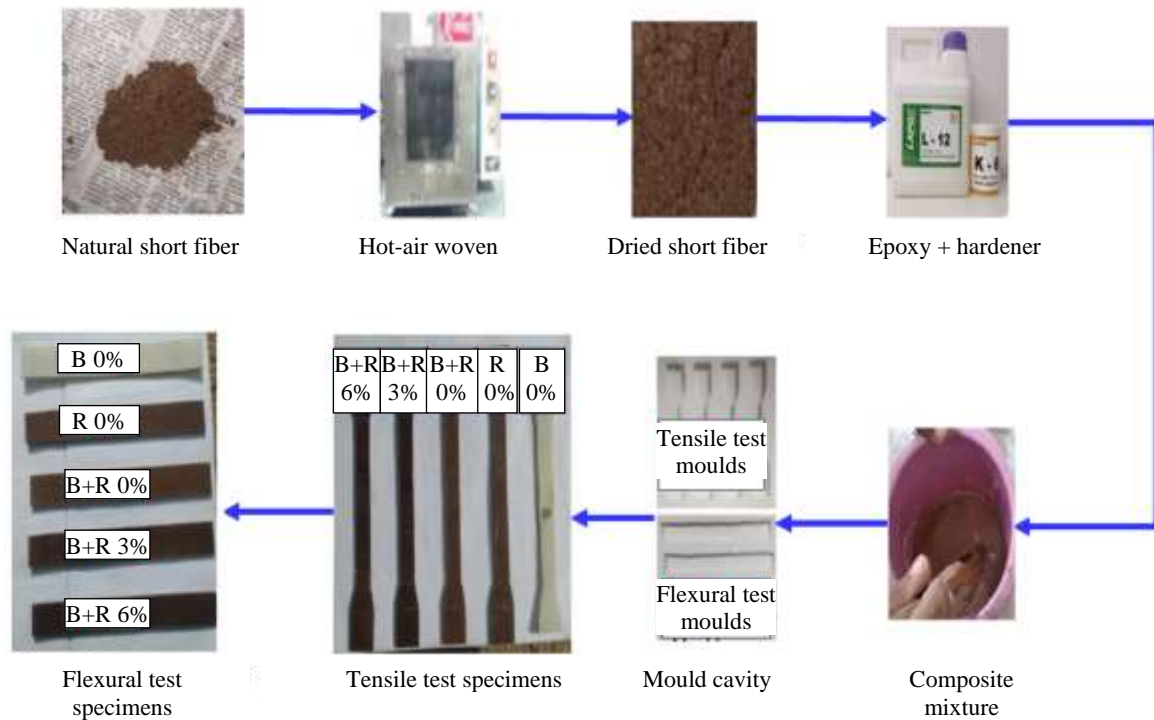 L - 12
K - 6
Natural short fiber
Hot-air woven
Dried short fiber
Epoxy + hardener
B 0%
R 0%
B+R 0%
B+R 3%
B+R 6%
B+R
6%
B+R
3%
B+R
0%
R
0%
B
0%
Tensile test
moulds
Flexural test
moulds
Flexural test
specimens
Tensile test specimens
Mould cavity
Composite
mixture